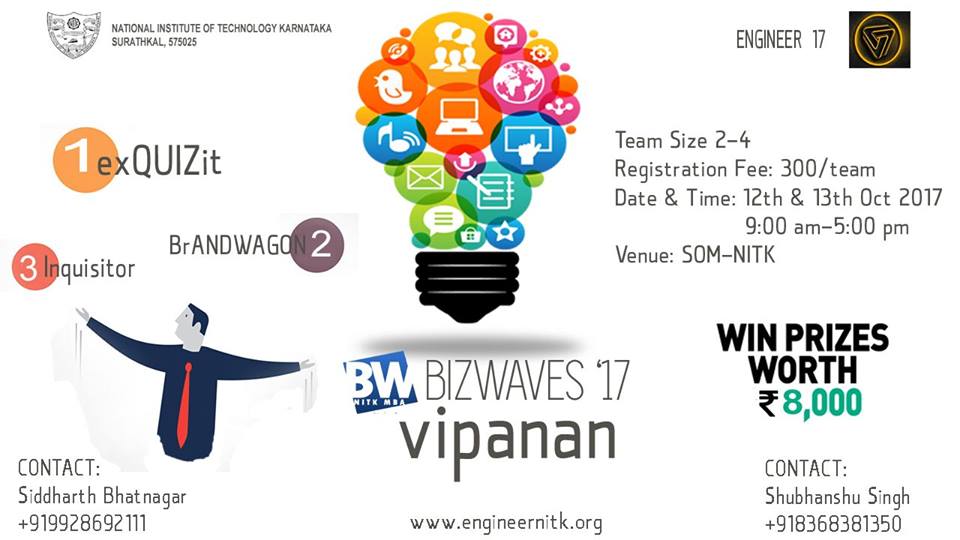 NATIONAL INSTITUTE OF TECHNOLOGY KARNATAKA
SURATHKAL, 575025
ENGINEER 17
1
exQUIZit
BrANDWAGON 2
3 Inquisitor
Team Size 2-4
Registration Fee: 300/team
Date & Time: 12th & 13th Oct 2017
9:00 am-5:00 pm
Venue: SOM-NITK
WIN PRIZES
WORTH
₹ 8,000
BW
NITK MBA
BIZWAVES '17
vipanan
CONTACT:
Siddharth Bhatnagar
+919928692111
www.engineernitk.org
CONTACT:
Shubhanshu Singh
+918368381350